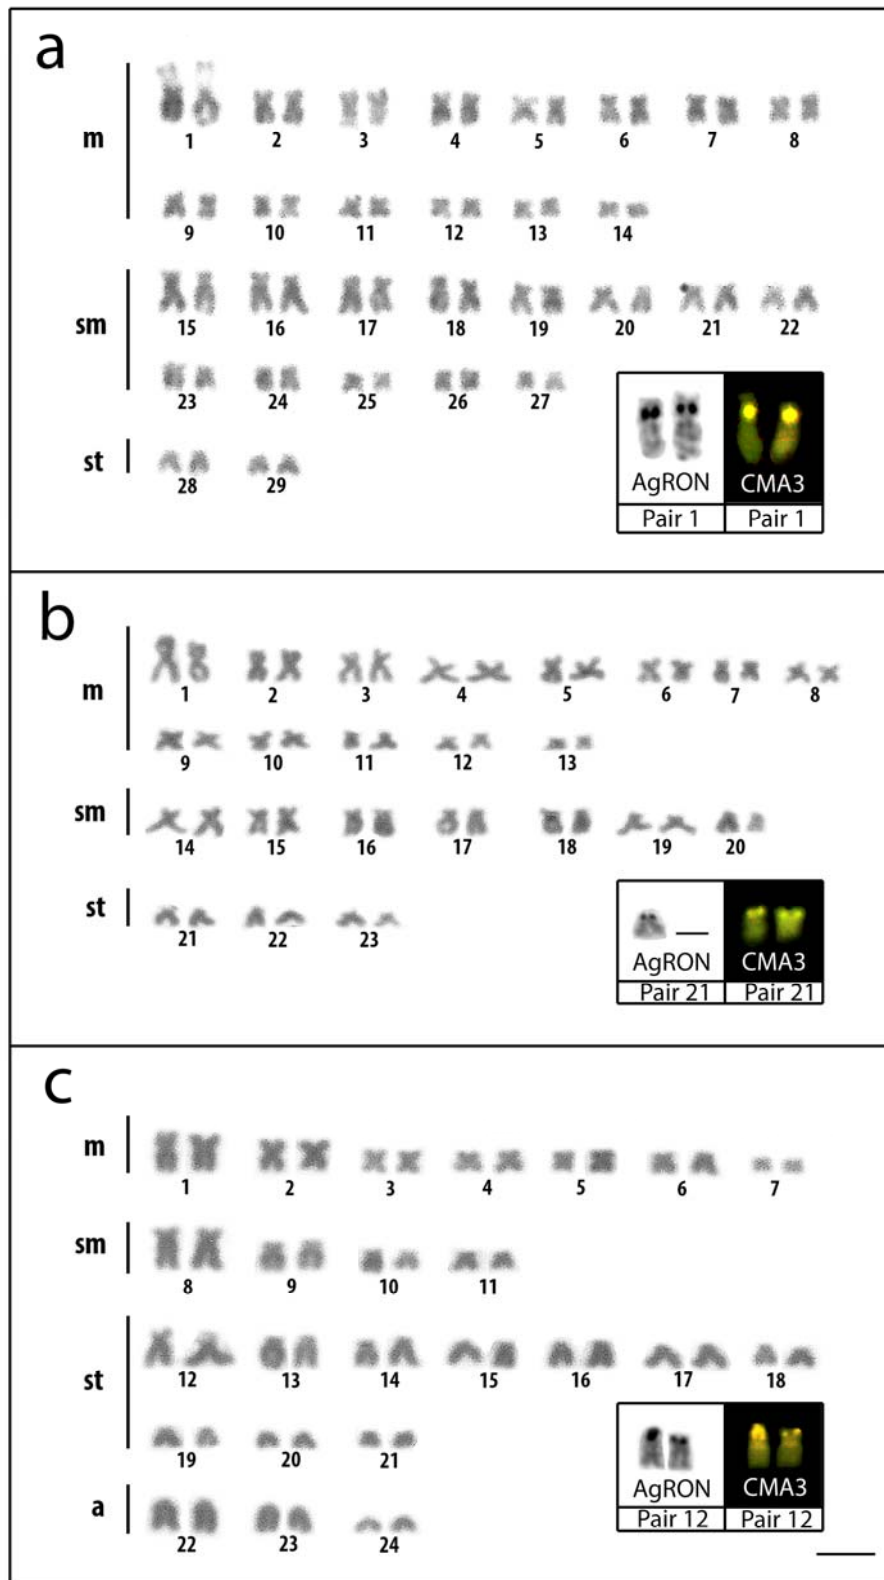 a
m
1 2 3 4 5 6 7 8
9 10 11 12 13 14
sm
15 16 17 18 19 20 21 22
23 24 25 26 27
st
28 29
AgRON CMA3
Pair 1 Pair 1
b
m
1 2 3 4 5 6 7 8
9 10 11 12 13
sm
14 15 16 17 18 19 20
st
21 22 23
AgRON CMA3
Pair 21 Pair 21
c
m
1 2 3 4 5 6 7
sm
8 9 10 11
st
12 13 14 15 16 17 18
19 20 21
a
22 23 24
AgRON CMA3
Pair 12 Pair 12